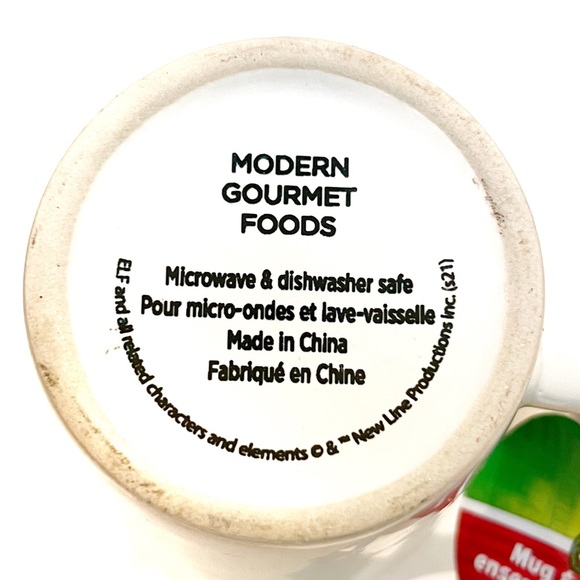 MODERN
GOURMET
FOODS
Microwave & dishwasher safe
Pour micro-ondes et lave-vaisselle
Made in China
Fabriqué en Chine
ELF and all related characters and elements © & ™ New Line Productions Inc. (s21)
Mug